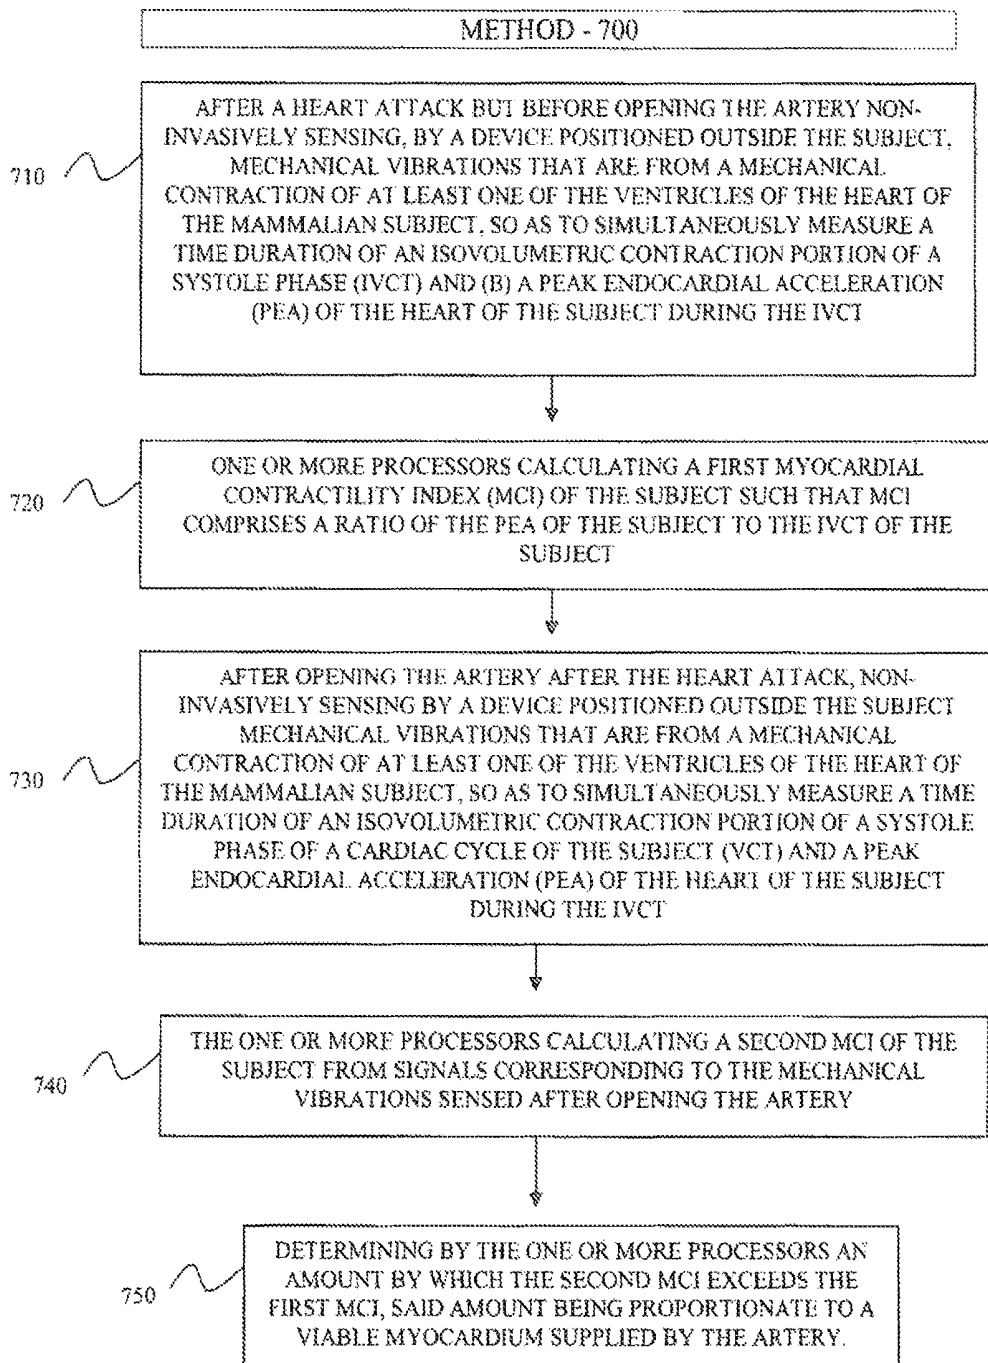 METHOD - 700
710
AFTER A HEART ATTACK BUT BEFORE OPENING THE ARTERY NON-
INVASIVELY SENSING, BY A DEVICE POSITIONED OUTSIDE THE SUBJECT,
MECHANICAL VIBRATIONS THAT ARE FROM A MECHANICAL
CONTRACTION OF AT LEAST ONE OF THE VENTRICLES OF THE HEART OF
THE MAMMALIAN SUBJECT, SO AS TO SIMULTANEOUSLY MEASURE A
TIME DURATION OF AN ISOVOLUMETRIC CONTRACTION PORTION OF A
SYSTOLE PHASE (IVCT) AND (B) A PEAK ENDOCARDIAL ACCELERATION
(PEA) OF THE HEART OF THE SUBJECT DURING THE IVCT
720
ONE OR MORE PROCESSORS CALCULATING A FIRST MYOCARDIAL
CONTRACTILITY INDEX (MCI) OF THE SUBJECT SUCH THAT MCI
COMPRISES A RATIO OF THE PEA OF THE SUBJECT TO THE IVCT OF THE
SUBJECT
730
AFTER OPENING THE ARTERY AFTER THE HEART ATTACK, NON-
INVASIVELY SENSING BY A DEVICE POSITIONED OUTSIDE THE SUBJECT
MECHANICAL VIBRATIONS THAT ARE FROM A MECHANICAL
CONTRACTION OF AT LEAST ONE OF THE VENTRICLES OF THE HEART OF
THE MAMMALIAN SUBJECT, SO AS TO SIMULTANEOUSLY MEASURE A TIME
DURATION OF AN ISOVOLUMETRIC CONTRACTION PORTION OF A SYSTOLE
PHASE OF A CARDIAC CYCLE OF THE SUBJECT (VCT) AND A PEAK
ENDOCARDIAL ACCELERATION (PEA) OF THE HEART OF THE SUBJECT
DURING THE IVCT
740
THE ONE OR MORE PROCESSORS CALCULATING A SECOND MCI OF THE
SUBJECT FROM SIGNALS CORRESPONDING TO THE MECHANICAL
VIBRATIONS SENSED AFTER OPENING THE ARTERY
750
DETERMINING BY THE ONE OR MORE PROCESSORS AN
AMOUNT BY WHICH THE SECOND MCI EXCEEDS THE
FIRST MCI, SAID AMOUNT BEING PROPORTIONATE TO A
VIABLE MYOCARDIUM SUPPLIED BY THE ARTERY.